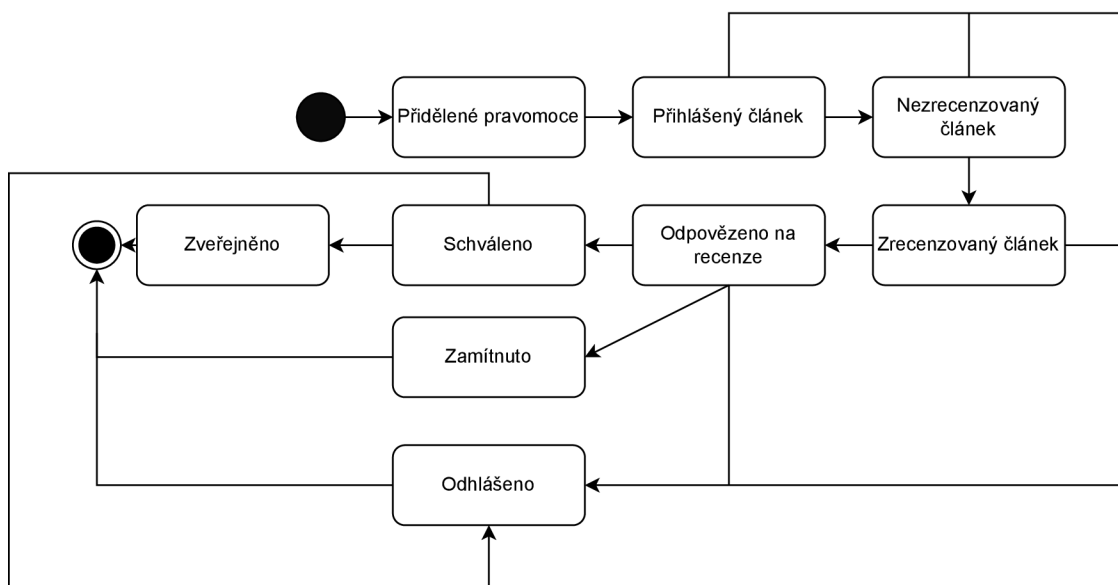 Přidělené pravomoce
Přihlášený článek
Nezrecenzovaný
článek
Zveřejněno
Schváleno
Odpovězeno na
recenze
Zrecenzovaný článek
Zamítnuto
Odhlášeno